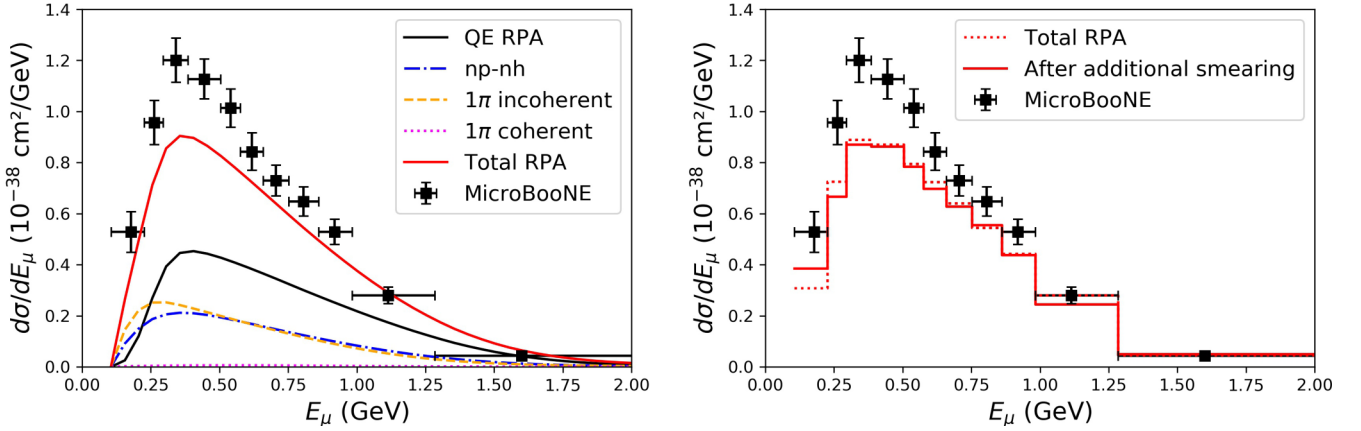 1.4
1.2
1.0
0.8
0.6
0.4
0.2
0.0
dσ/dEμ (10⁻³⁸ cm²/GeV)
QE RPA
np-nh
1π incoherent
1π coherent
Total RPA
MicroBooNE
0.00 0.25 0.50 0.75 1.00 1.25 1.50 1.75 2.00
Eμ (GeV)
1.4
1.2
1.0
0.8
0.6
0.4
0.2
0.0
dσ/dEμ (10⁻³⁸ cm²/GeV)
Total RPA
After additional smearing
MicroBooNE
0.00 0.25 0.50 0.75 1.00 1.25 1.50 1.75 2.00
Eμ (GeV)